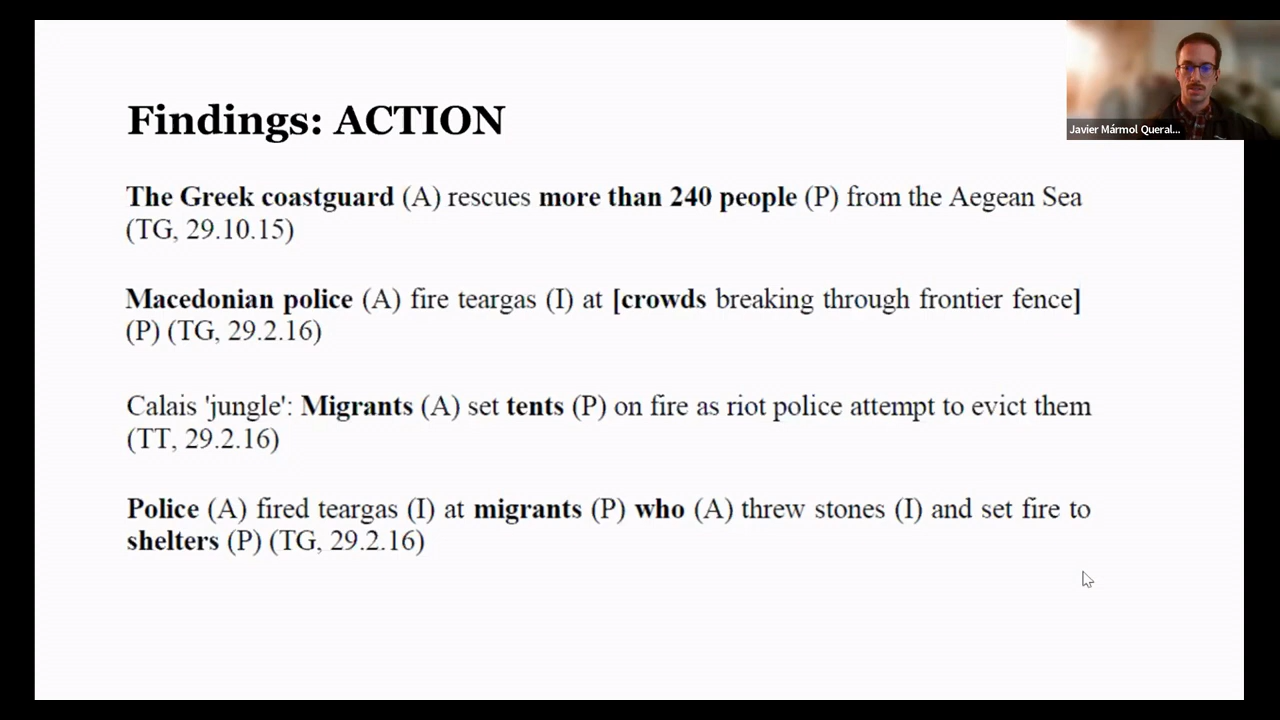 Findings: ACTION
Javier Mármol Queral...
The Greek coastguard (A) rescues more than 240 people (P) from the Aegean Sea
(TG, 29.10.15)
Macedonian police (A) fire teargas (I) at [crowds breaking through frontier fence]
(P) (TG, 29.2.16)
Calais 'jungle': Migrants (A) set tents (P) on fire as riot police attempt to evict them
(TT, 29.2.16)
Police (A) fired teargas (I) at migrants (P) who (A) threw stones (I) and set fire to
shelters (P) (TG, 29.2.16)